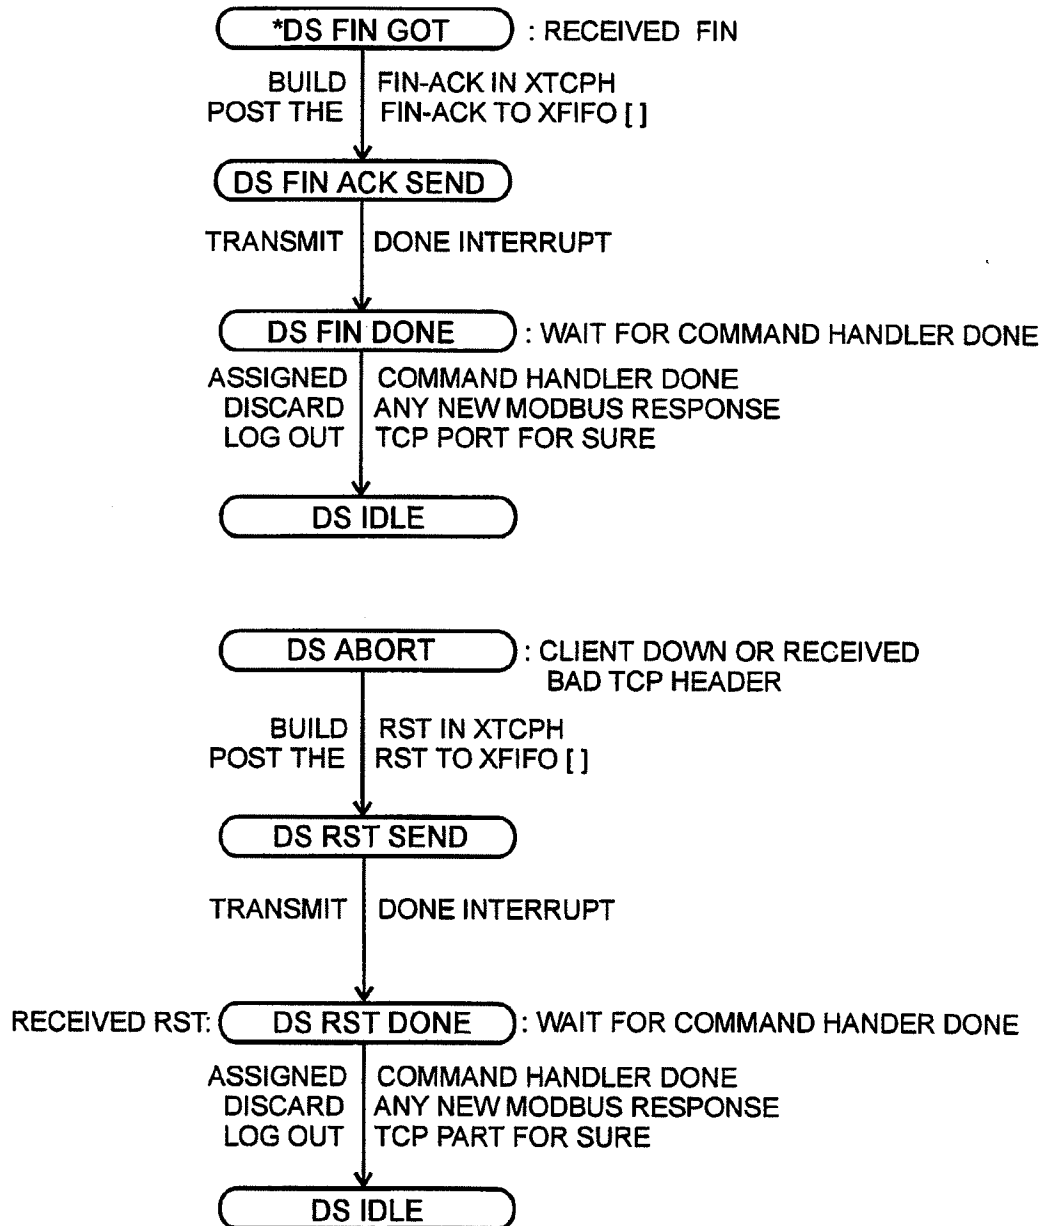 *DS FIN GOT : RECEIVED FIN
BUILD FIN-ACK IN XTCPH
POST THE FIN-ACK TO XFIFO [ ]
DS FIN ACK SEND
TRANSMIT DONE INTERRUPT
DS FIN DONE : WAIT FOR COMMAND HANDLER DONE
ASSIGNED COMMAND HANDLER DONE
DISCARD ANY NEW MODBUS RESPONSE
LOG OUT TCP PORT FOR SURE
DS IDLE
DS ABORT : CLIENT DOWN OR RECEIVED
BAD TCP HEADER
BUILD RST IN XTCPH
POST THE RST TO XFIFO [ ]
DS RST SEND
TRANSMIT DONE INTERRUPT
RECEIVED RST: DS RST DONE : WAIT FOR COMMAND HANDER DONE
ASSIGNED COMMAND HANDLER DONE
DISCARD ANY NEW MODBUS RESPONSE
LOG OUT TCP PART FOR SURE
DS IDLE